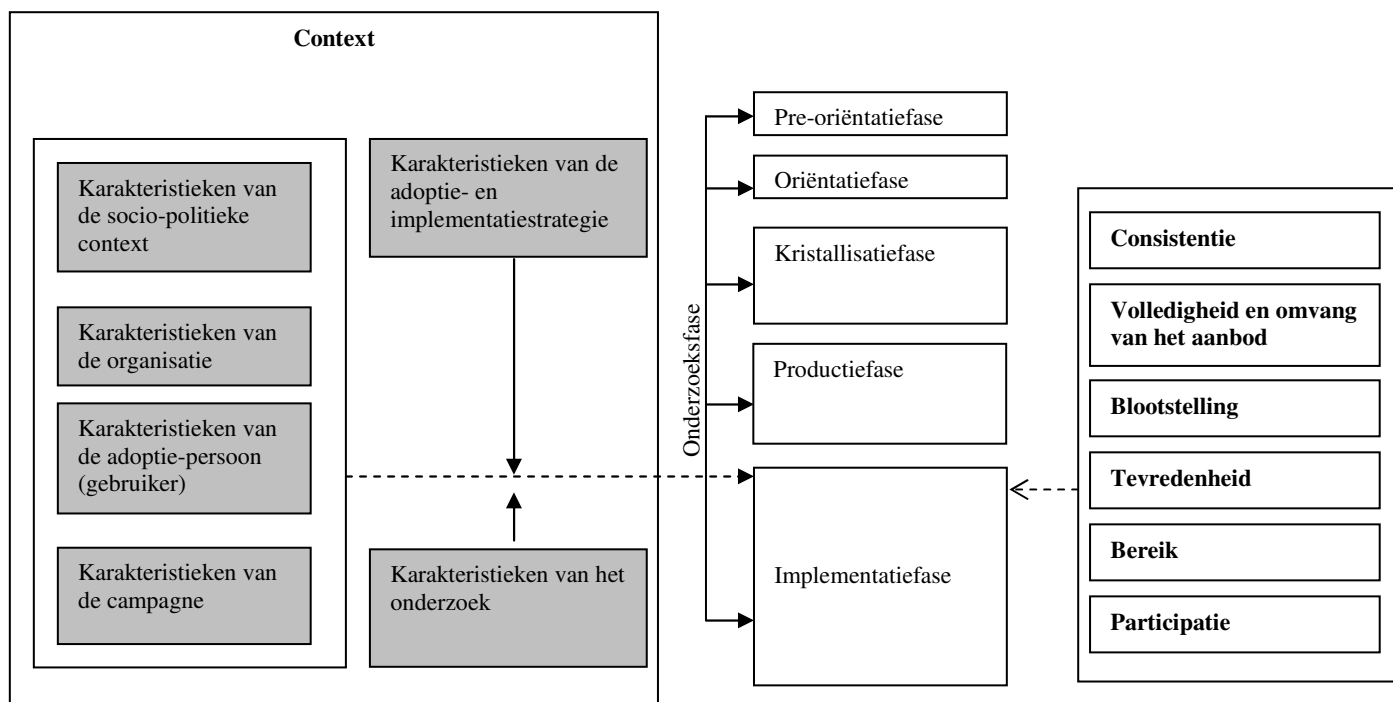 Context
Karakteristieken van
de socio-politieke
context
Karakteristieken van
de organisatie
Karakteristieken van
de adoptie-persoon
(gebruiker)
Karakteristieken van
de campagne
Karakteristieken van de
adoptie- en
implementatiestrategie
Karakteristieken van het
onderzoek
Onderzoeksfase
Pre-oriëntatiefase
Oriëntatiefase
Kristallisatiefase
Productiefase
Implementatiefase
Consistentie
Volledigheid en omvang
van het aanbod
Blootstelling
Tevredenheid
Bereik
Participatie